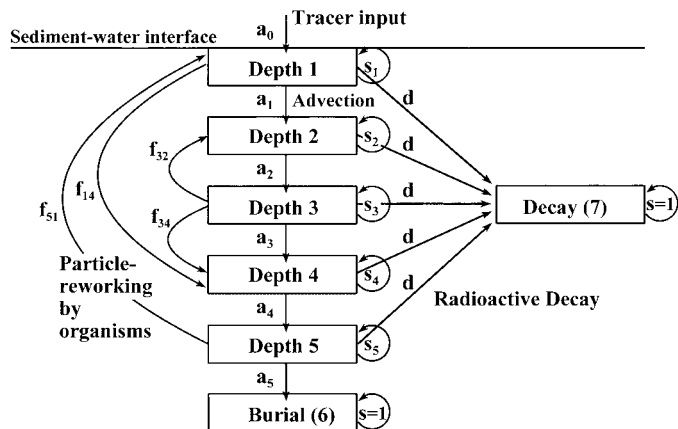 Tracer input
a0
Sediment-water interface
Depth 1
s1
a1
Advection
d
Depth 2
s2
d
f32
a2
f14
d
Depth 3
s3
Decay (7)
s=1
f51
f34
a3
d
Particle-
reworking
by
organisms
Depth 4
s4
d
Radioactive Decay
a4
Depth 5
s5
a5
Burial (6)
s=1